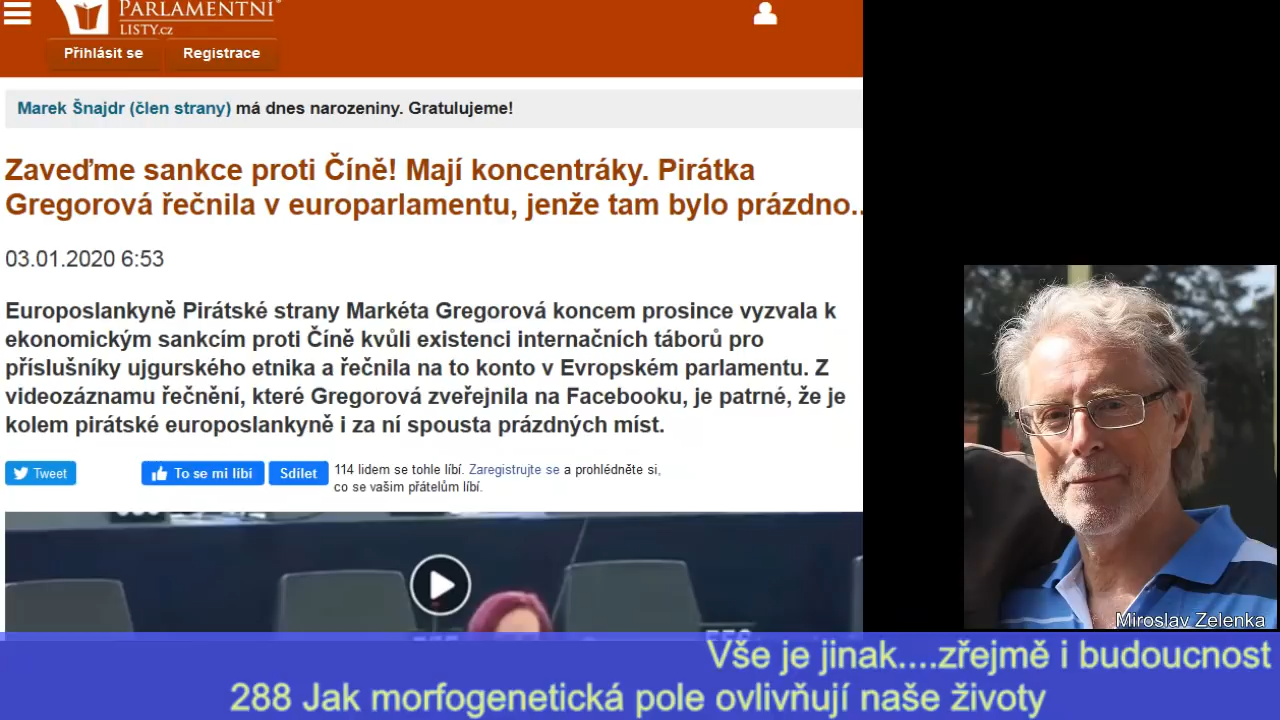 PARLAMENTNÍ
LISTY.cz
Přihlásit se
Registrace
Marek Šnajdr (člen strany) má dnes narozeniny. Gratulujeme!
Zaveďme sankce proti Číně! Mají koncentráky. Pirátka
Gregorová řečnila v europarlamentu, jenže tam bylo prázdno..
03.01.2020 6:53
Europoslankyně Pirátské strany Markéta Gregorová koncem prosince vyzvala k
ekonomickým sankcím proti Číně kvůli existenci internačních táborů pro
příslušníky ujgurského etnika a řečnila na to konto v Evropském parlamentu. Z
videozáznamu řečnění, které Gregorová zveřejnila na Facebooku, je patrné, že je
kolem pirátské europoslankyně i za ní spousta prázdných míst.
Tweet
To se mi líbí
Sdílet
114 lidem se tohle líbí. Zaregistrujte se a prohlédněte si,
co se vašim přátelům líbí.
Miroslav Zelenka
Vše je jinak....zřejmě i budoucnost
288 Jak morfogenetická pole ovlivňují naše životy